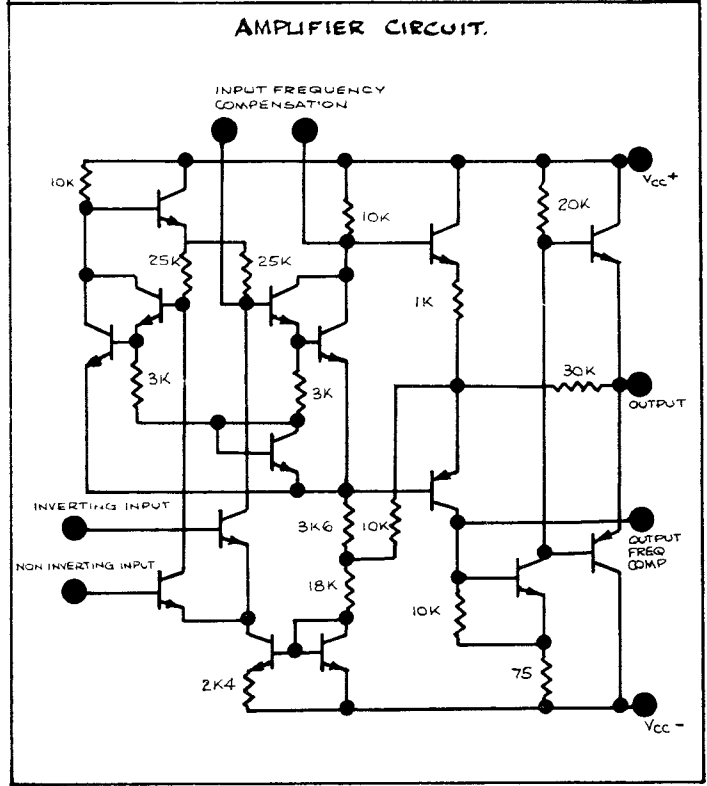 AMPLIFIER CIRCUIT.
INPUT FREQUENCY
COMPENSATION
10K
VCC+
10K
20K
25K
25K
1K
3K
3K
30K
OUTPUT
INVERTING INPUT
3K6
10K
OUTPUT
FREQ
COMP
NON INVERTING INPUT
18K
10K
2K4
75
VCC-